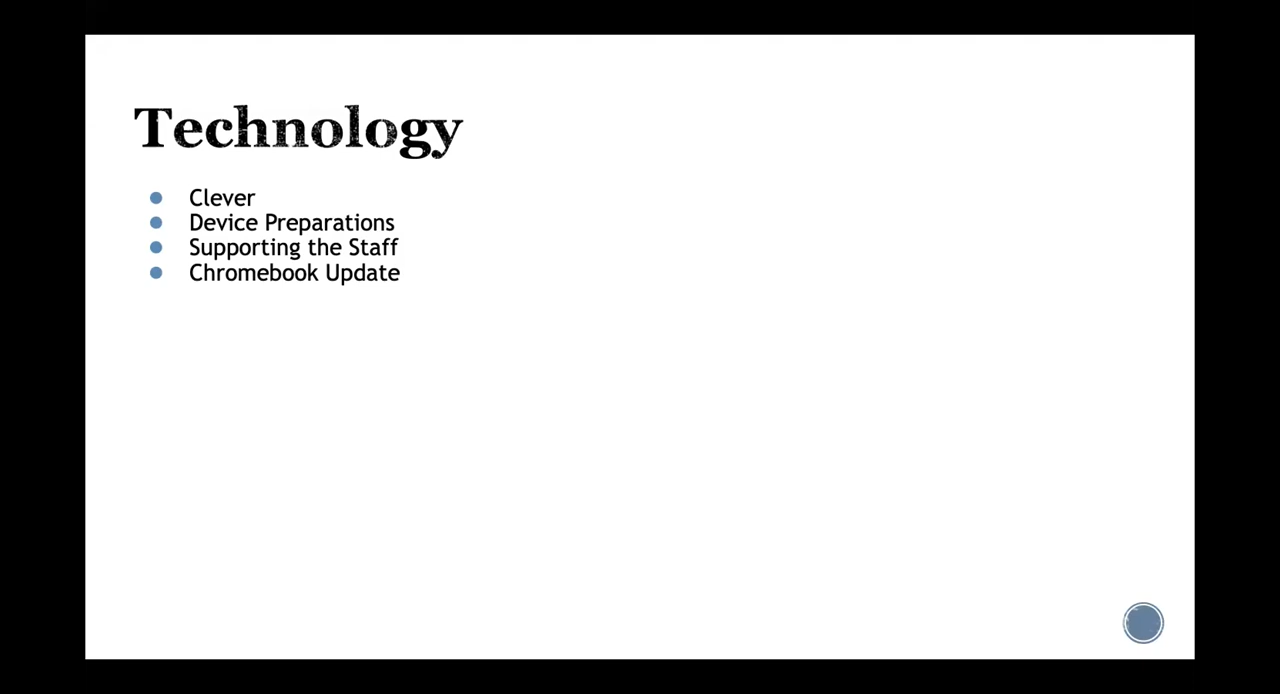 Technology
Clever
Device Preparations
Supporting the Staff
Chromebook Update